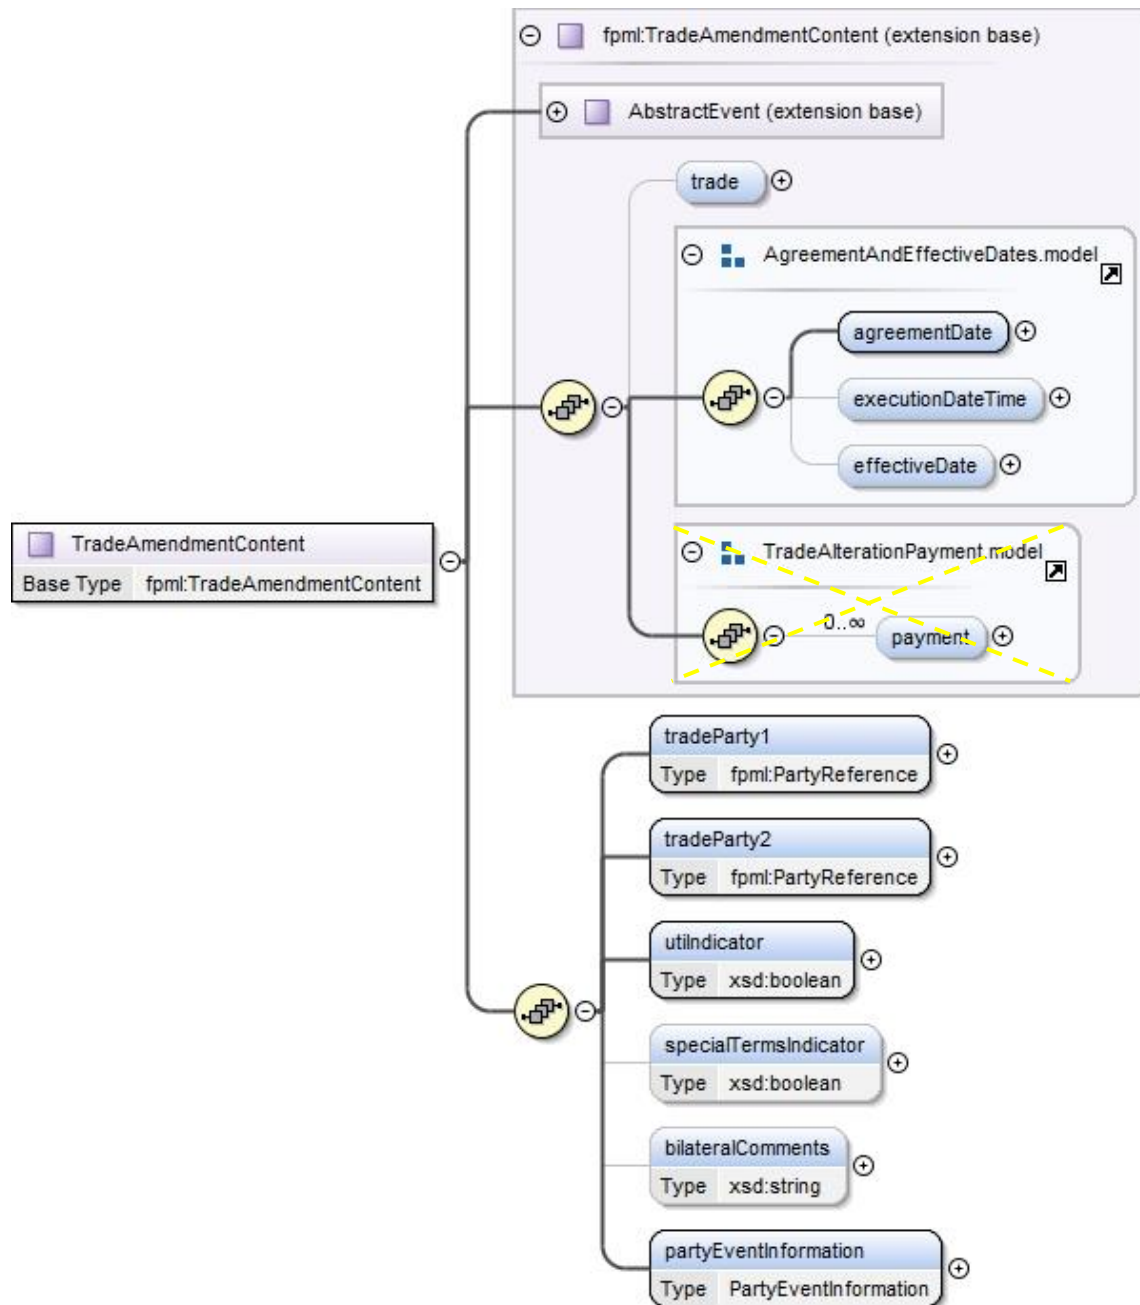 fpml:TradeAmendmentContent (extension base)
AbstractEvent (extension base)
trade
AgreementAndEffectiveDates.model
agreementDate
executionDateTime
effectiveDate
TradeAmendmentContent
Base Type fpml:TradeAmendmentContent
TradeAlterationPayment.model
0..∞
payment
tradeParty1
Type fpml:PartyReference
tradeParty2
Type fpml:PartyReference
utiIndicator
Type xsd:boolean
specialTermsIndicator
Type xsd:boolean
bilateralComments
Type xsd:string
partyEventInformation
Type PartyEventInformation